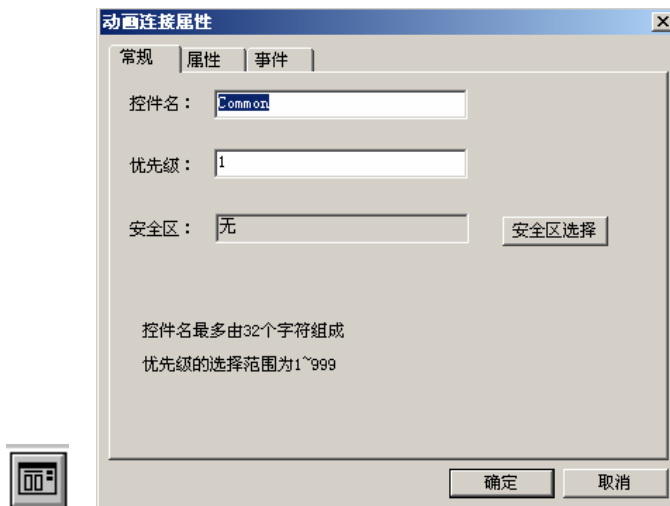 动画连接属性
常规 属性 事件
控件名： Common
优先级： 1
安全区： 无 安全区选择
控件名最多由32个字符组成
优先级的选择范围为1~999
确定 取消